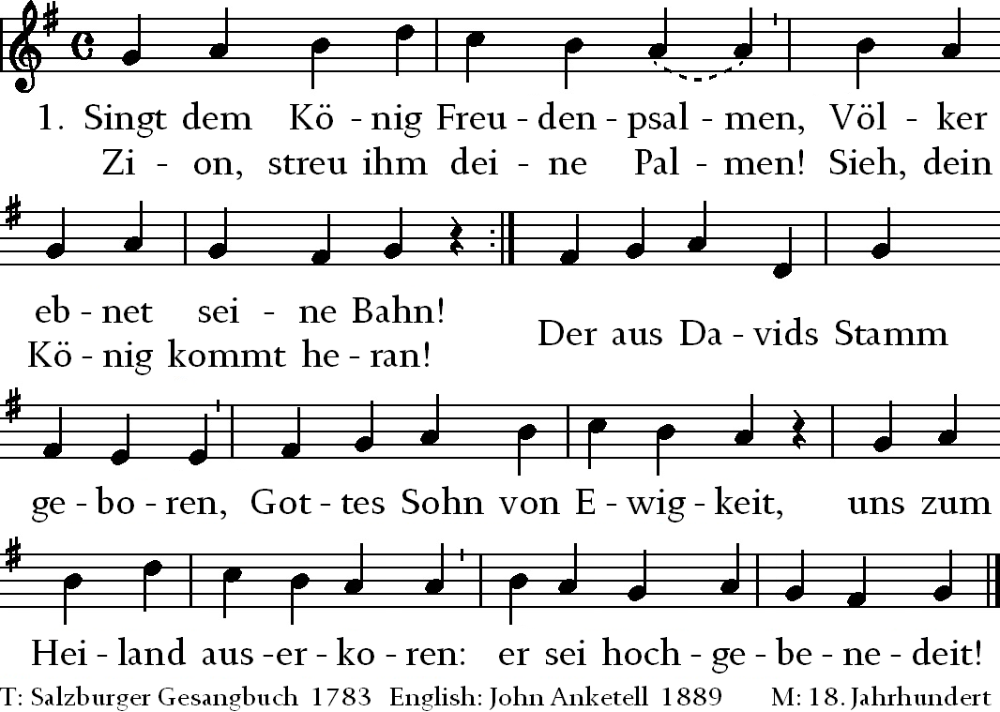 1. Singt dem Kö - nig Freu - den - psal - men, Völ - ker
Zi - on, streu ihm dei - ne Pal - men! Sieh, dein
eb - net sei - ne Bahn!
Kö - nig kommt he - ran!
Der aus Da - vids Stamm
ge - bo - ren, Got - tes Sohn von E - wig - keit, uns zum
Hei - land aus -er - ko - ren: er sei hoch - ge - be - ne - deit!
T: Salzburger Gesangbuch 1783 English: John Anketell 1889 M: 18. Jahrhundert